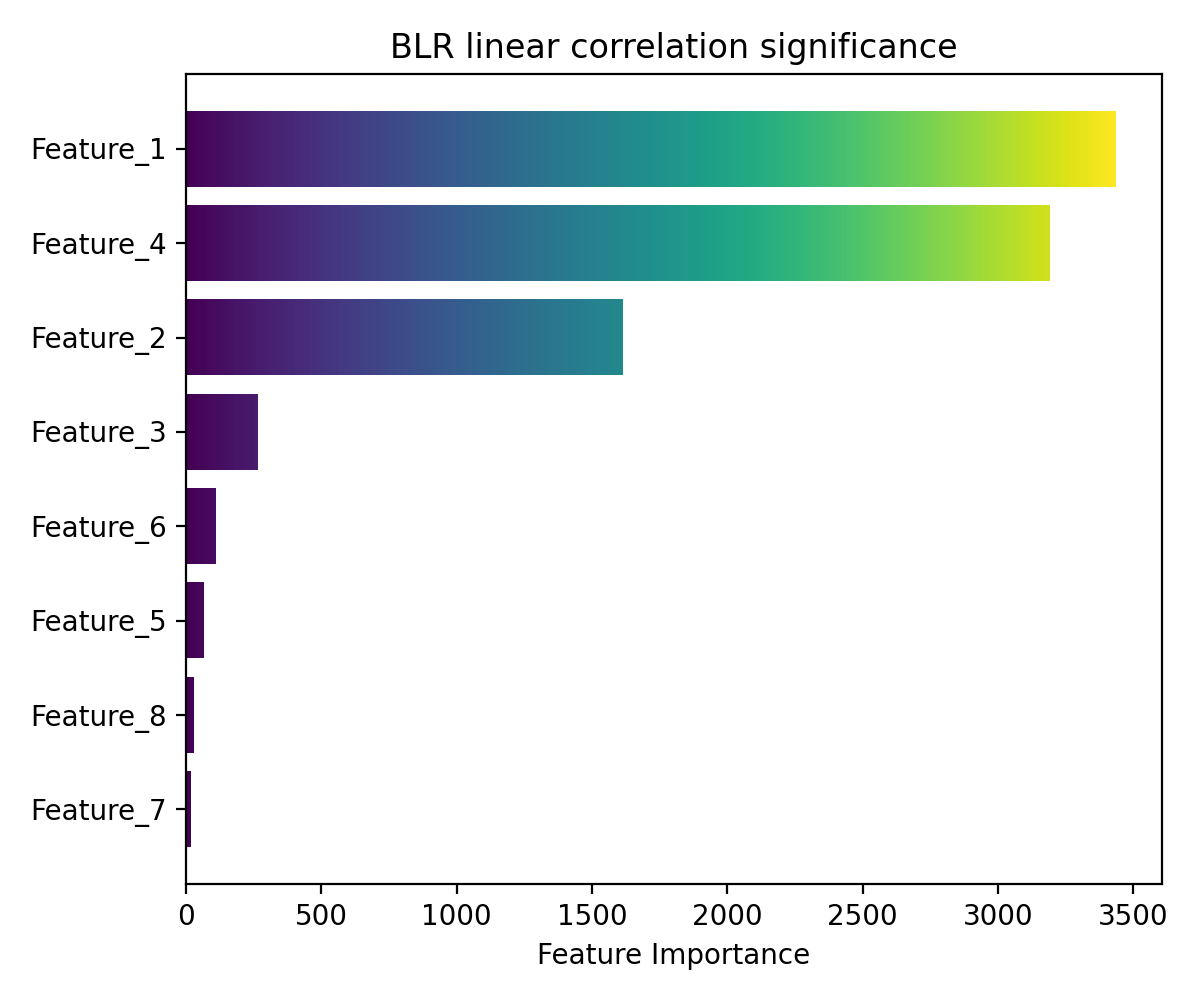 BLR linear correlation significance
Feature_1
Feature_4
Feature_2
Feature_3
Feature_6
Feature_5
Feature_8
Feature_7
0 500 1000 1500 2000 2500 3000 3500
Feature Importance